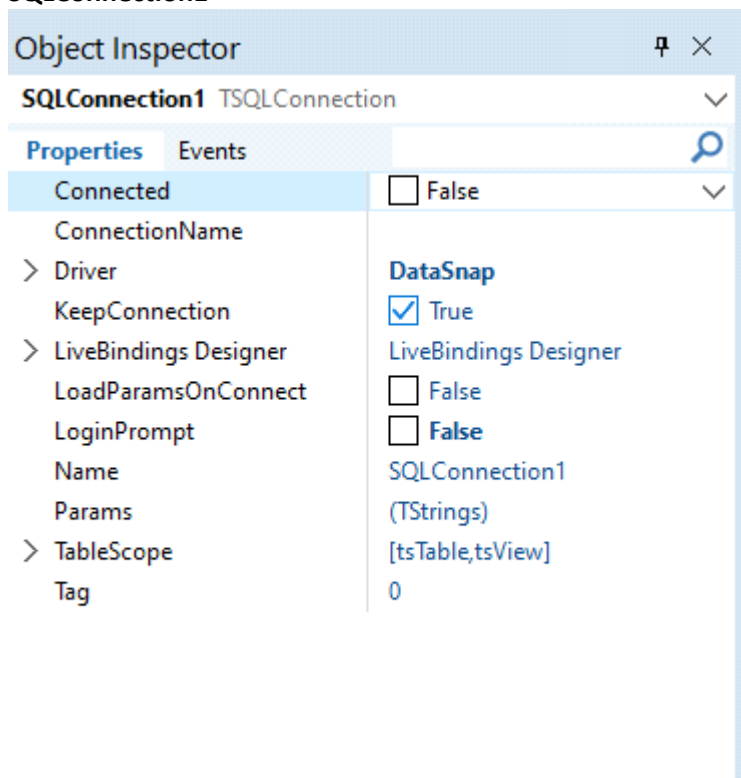 Object Inspector
SQLConnection1 TSQLConnection
Properties Events
Connected False
ConnectionName
Driver DataSnap
KeepConnection True
LiveBindings Designer LiveBindings Designer
LoadParamsOnConnect False
LoginPrompt False
Name SQLConnection1
Params (TStrings)
TableScope [tsTable,tsView]
Tag 0